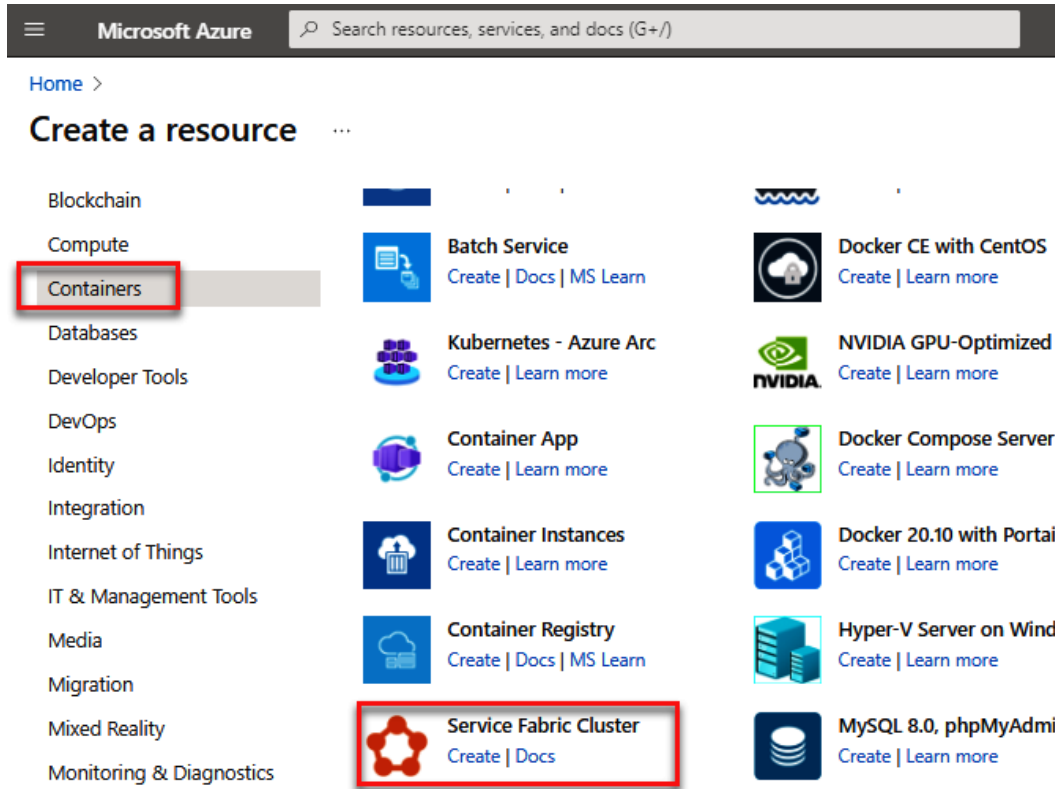 Microsoft Azure
Search resources, services, and docs (G+/)
Home >
Create a resource ...
Blockchain
Compute
Containers
Databases
Developer Tools
DevOps
Identity
Integration
Internet of Things
IT & Management Tools
Media
Migration
Mixed Reality
Monitoring & Diagnostics
Batch Service
Create | Docs | MS Learn
Kubernetes - Azure Arc
Create | Learn more
Container App
Create | Learn more
Container Instances
Create | Learn more
Container Registry
Create | Docs | MS Learn
Service Fabric Cluster
Create | Docs
Docker CE with CentOS
Create | Learn more
NVIDIA GPU-Optimized
NVIDIA.
Create | Learn more
Docker Compose Server
Create | Learn more
Docker 20.10 with Portai
Create | Learn more
Hyper-V Server on Wind
Create | Learn more
MySQL 8.0, phpMyAdmi
Create | Learn more